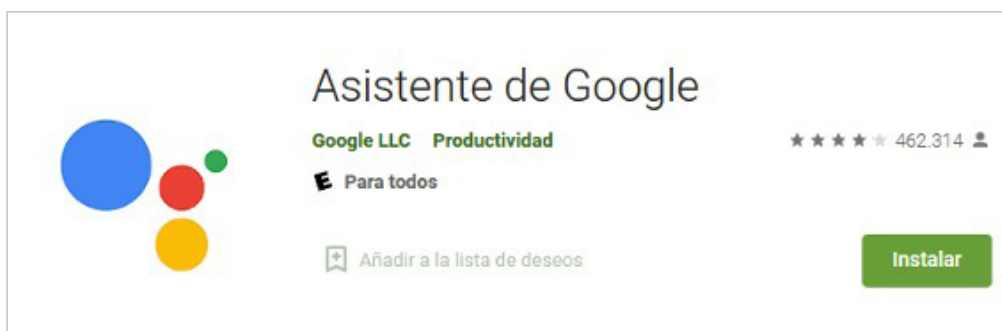 Asistente de Google
Google LLC Productividad
462.314
E Para todos
Añadir a la lista de deseos
Instalar